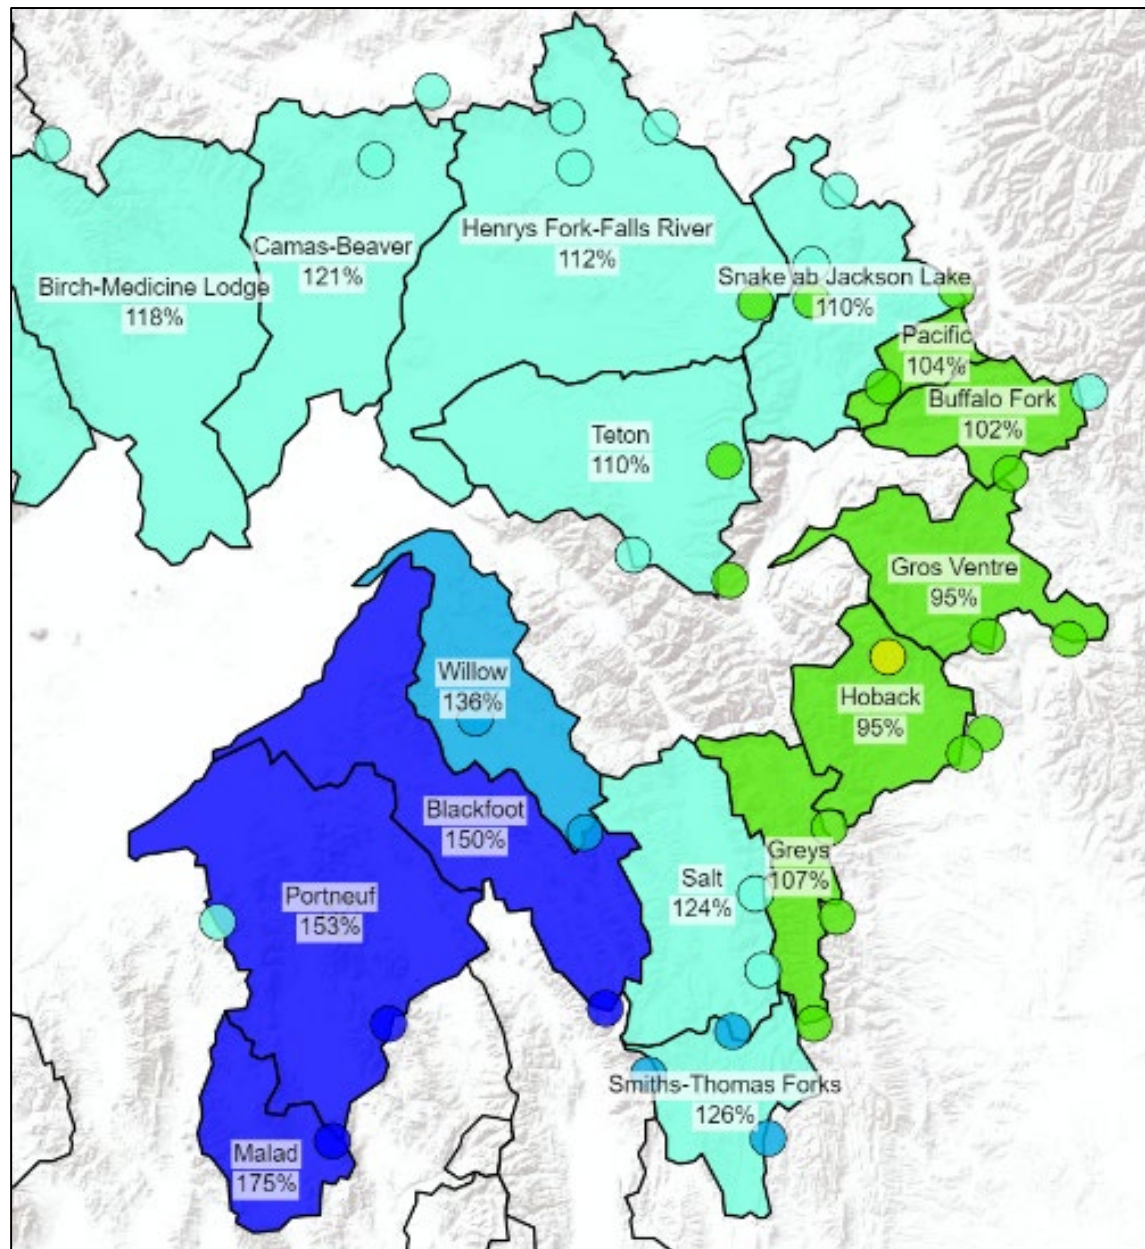 Henrys Fork-Falls River
112%
Camas-Beaver
121%
Birch-Medicine Lodge
118%
Snake ab Jackson Lake
110%
Pacific
104%
Buffalo Fork
102%
Teton
110%
Gros Ventre
95%
Willow
136%
Hoback
95%
Blackfoot
150%
Greys
107%
Salt
124%
Portneuf
153%
Smiths-Thomas Forks
126%
Malad
175%